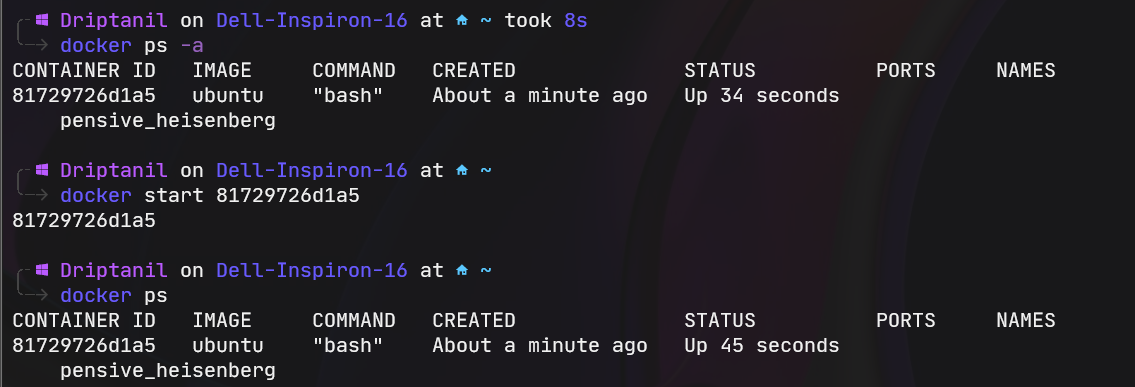 Driptanil on Dell-Inspiron-16 at ~ took 8s
docker ps -a
CONTAINER ID   IMAGE     COMMAND   CREATED              STATUS          PORTS     NAMES
81729726d1a5   ubuntu    "bash"    About a minute ago   Up 34 seconds
    pensive_heisenberg
Driptanil on Dell-Inspiron-16 at ~
docker start 81729726d1a5
81729726d1a5
Driptanil on Dell-Inspiron-16 at ~
docker ps
CONTAINER ID   IMAGE     COMMAND   CREATED              STATUS          PORTS     NAMES
81729726d1a5   ubuntu    "bash"    About a minute ago   Up 45 seconds
    pensive_heisenberg